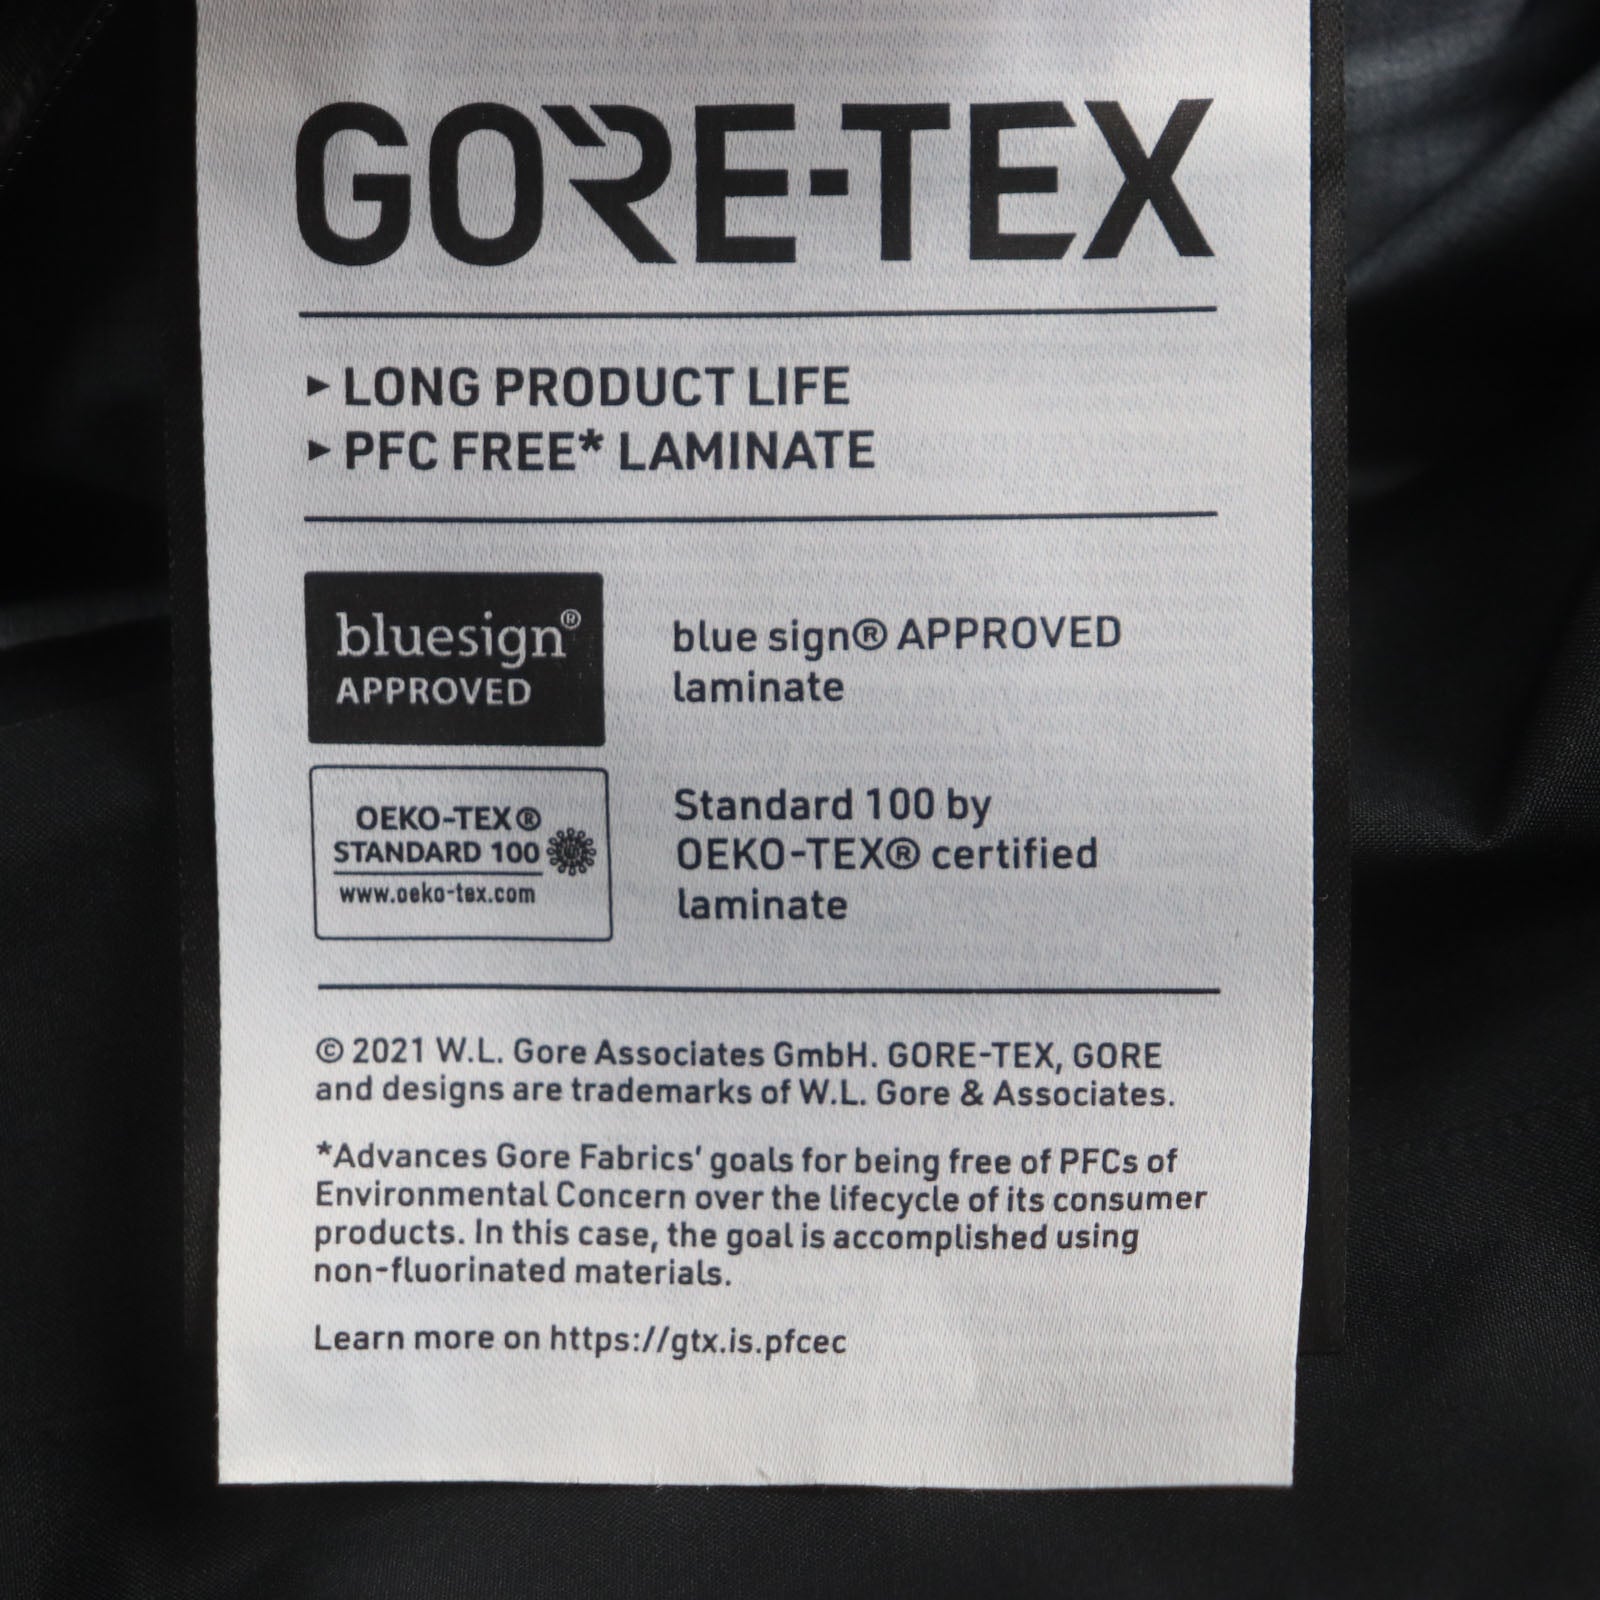 GORE-TEX
▸ LONG PRODUCT LIFE
▸ PFC FREE* LAMINATE
bluesign®
APPROVED
blue sign® APPROVED
laminate
OEKO-TEX®
STANDARD 100
www.oeko-tex.com
Standard 100 by
OEKO-TEX® certified
laminate
© 2021 W.L. Gore Associates GmbH. GORE-TEX, GORE
and designs are trademarks of W.L. Gore & Associates.
*Advances Gore Fabrics' goals for being free of PFCs of
Environmental Concern over the lifecycle of its consumer
products. In this case, the goal is accomplished using
non-fluorinated materials.
Learn more on https://gtx.is.pfcec